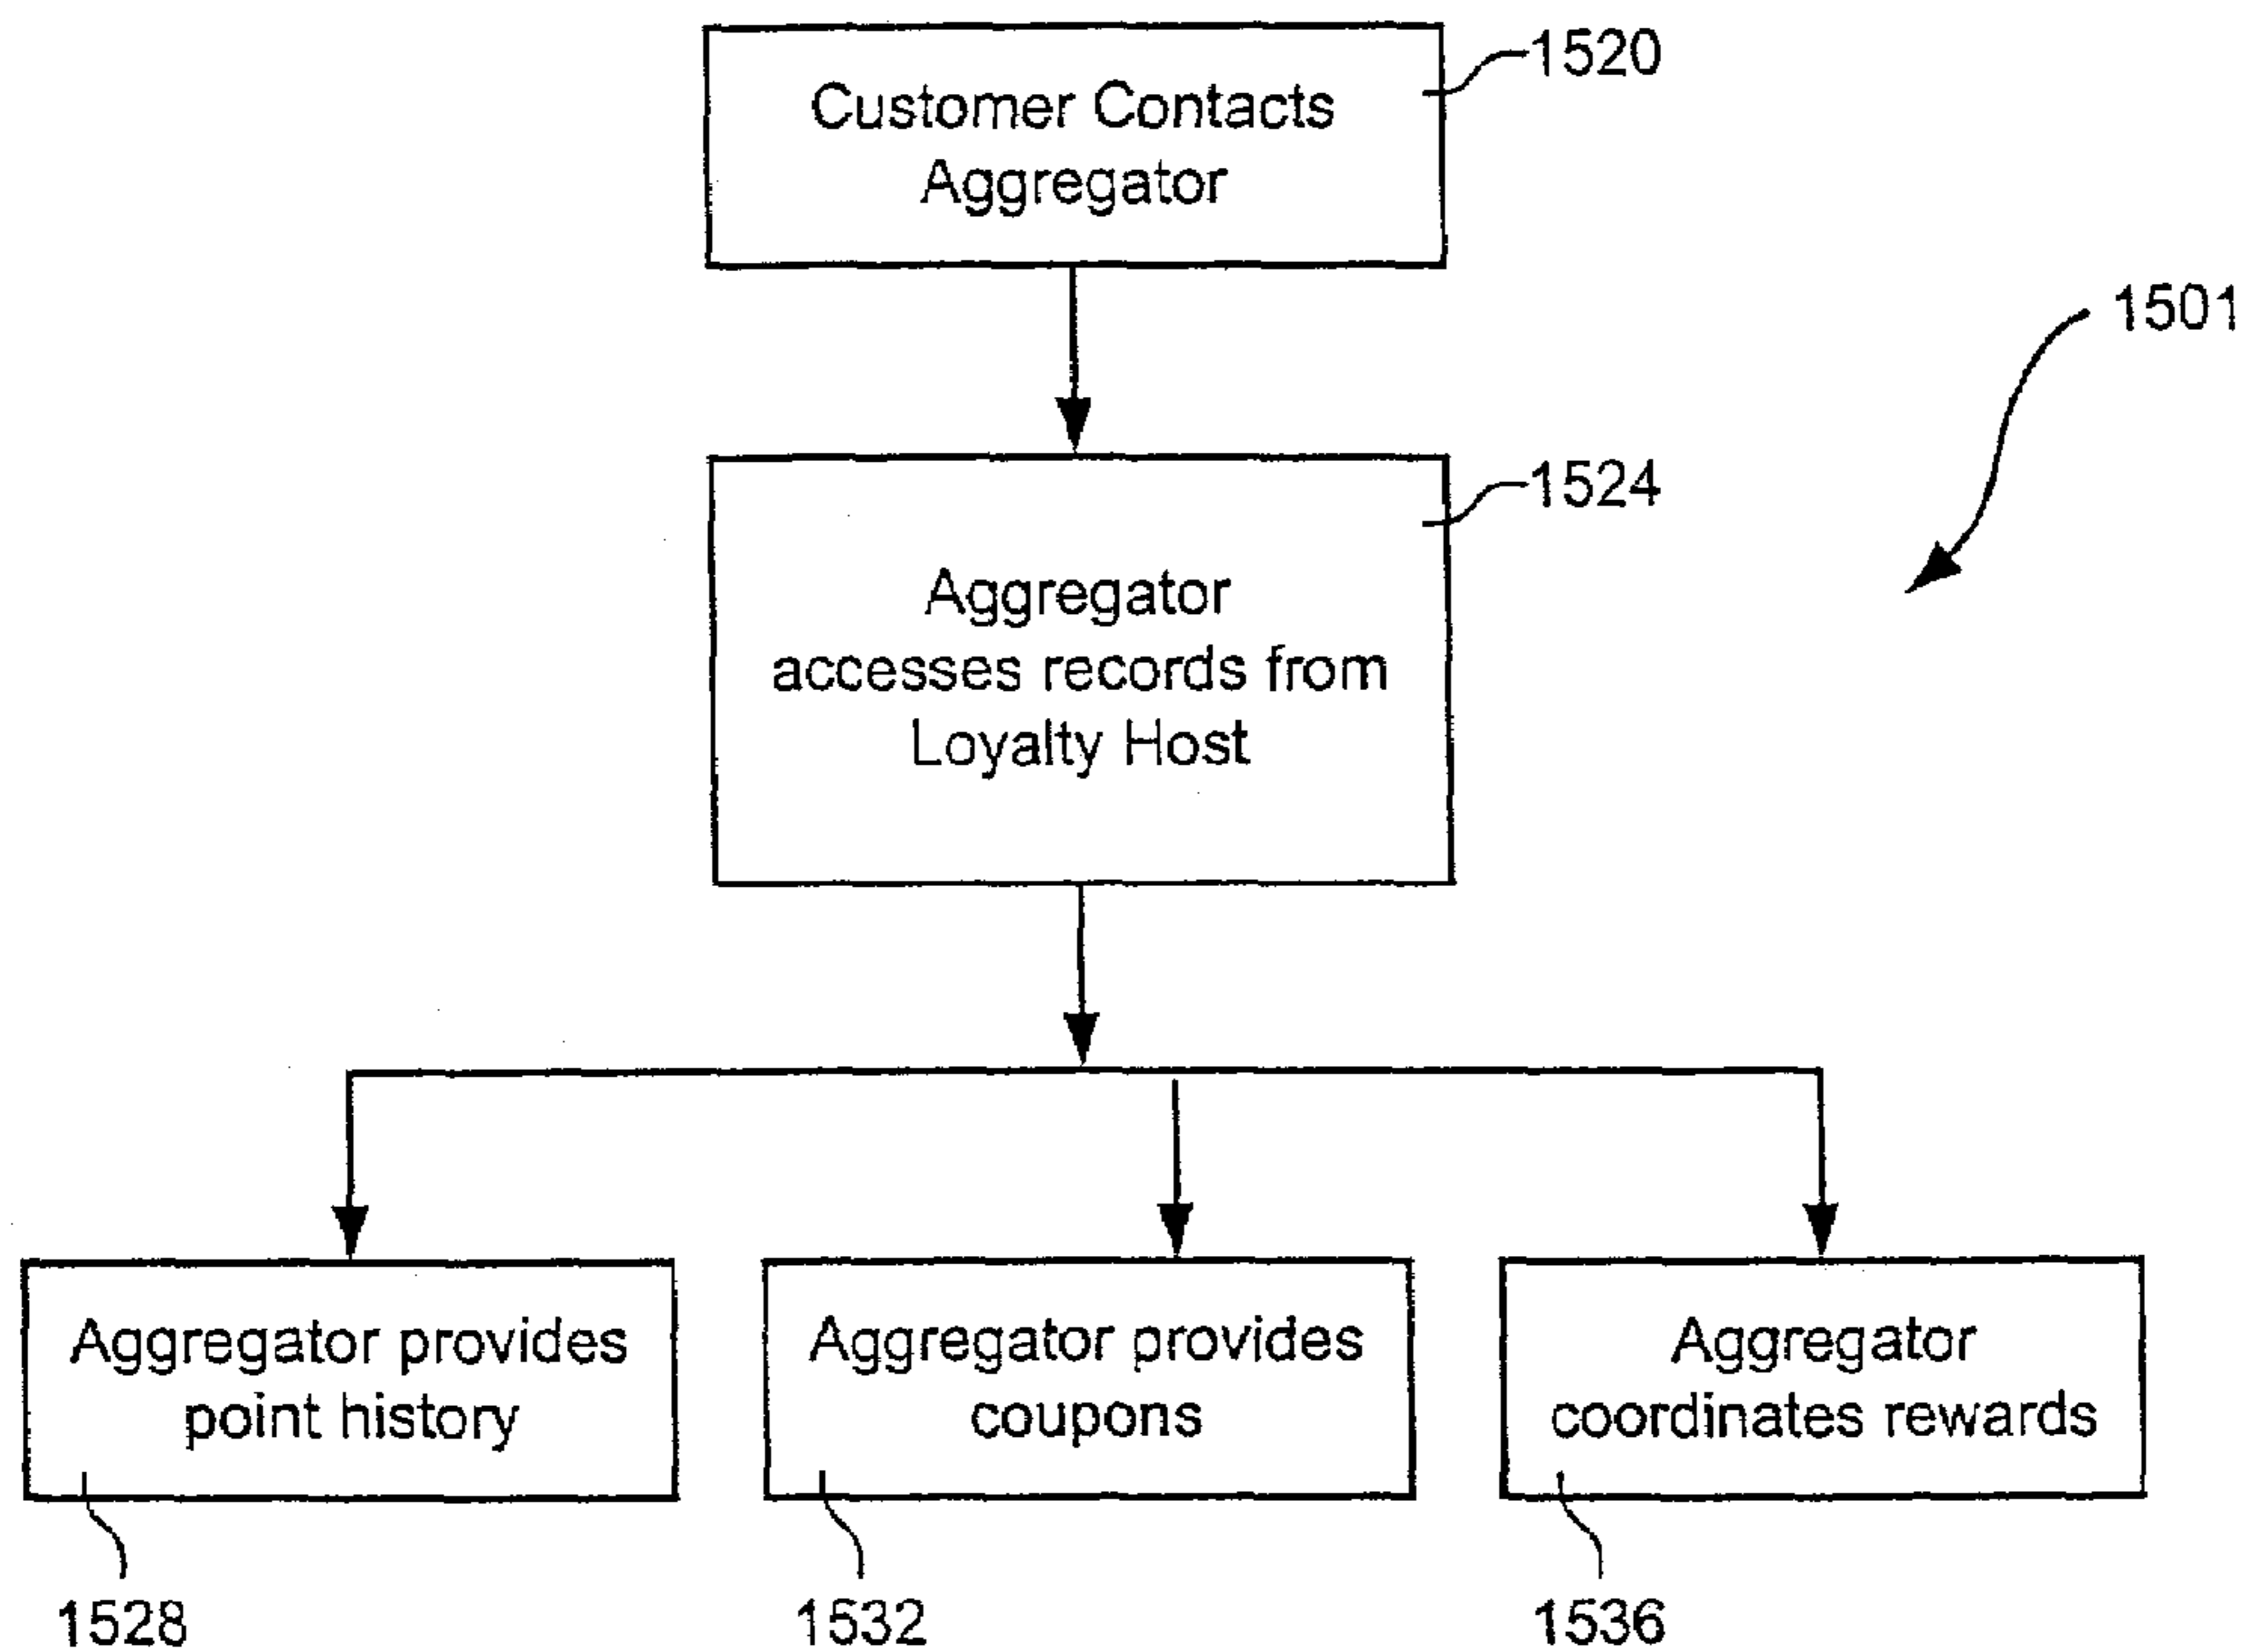 1520
Customer Contacts
Aggregator
1501
1524
Aggregator
accesses records from
Loyalty Host
Aggregator provides
point history
Aggregator provides
coupons
Aggregator
coordinates rewards
1528
1532
1536